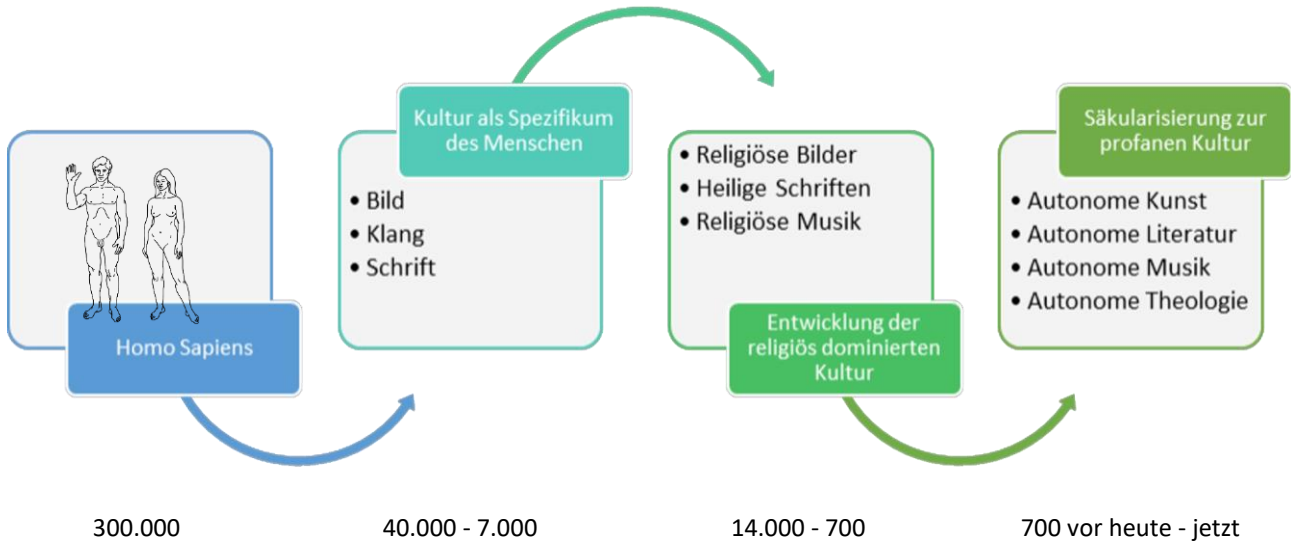 Homo Sapiens
Kultur als Spezifikum
des Menschen
• Bild
• Klang
• Schrift
• Religiöse Bilder
• Heilige Schriften
• Religiöse Musik
Entwicklung der
religiös dominierten
Kultur
Säkularisierung zur
profanen Kultur
• Autonome Kunst
• Autonome Literatur
• Autonome Musik
• Autonome Theologie
300.000
40.000 - 7.000
14.000 - 700
700 vor heute - jetzt